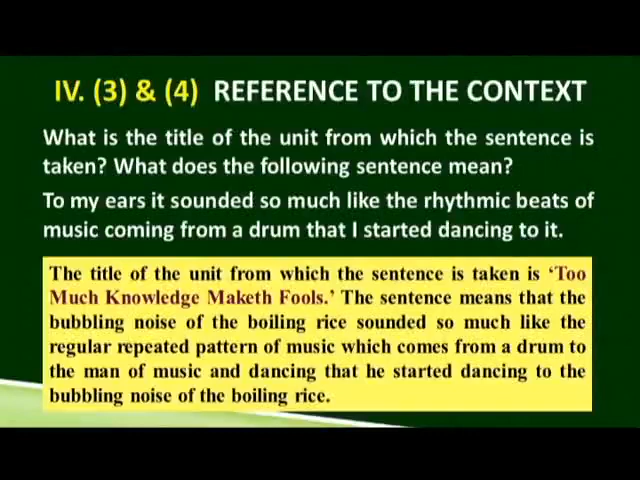 IV. (3) & (4) REFERENCE TO THE CONTEXT
What is the title of the unit from which the sentence is
taken? What does the following sentence mean?
To my ears it sounded so much like the rhythmic beats of
music coming from a drum that I started dancing to it.
The title of the unit from which the sentence is taken is ‘Too
Much Knowledge Maketh Fools.’ The sentence means that the
bubbling noise of the boiling rice sounded so much like the
regular repeated pattern of music which comes from a drum to
the man of music and dancing that he started dancing to the
bubbling noise of the boiling rice.